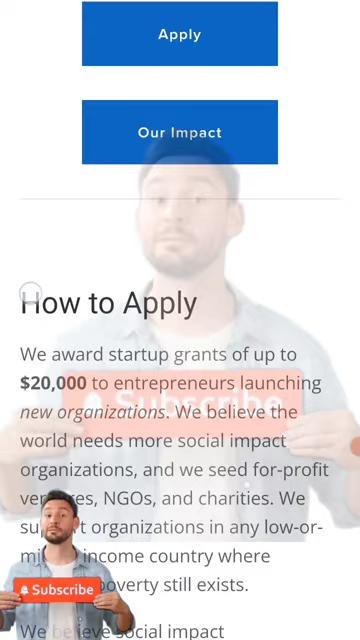 Apply
Our Impact
How to Apply
We award startup grants of up to
$20,000 to entrepreneurs launching
new organizations. We believe the
Subscribe
world needs more social impact
organizations, and we seed for-profit
ventures, NGOs, and charities. We
support organizations in any low-or-
income country where
Subscribe
poverty still exists.
We believe social impact